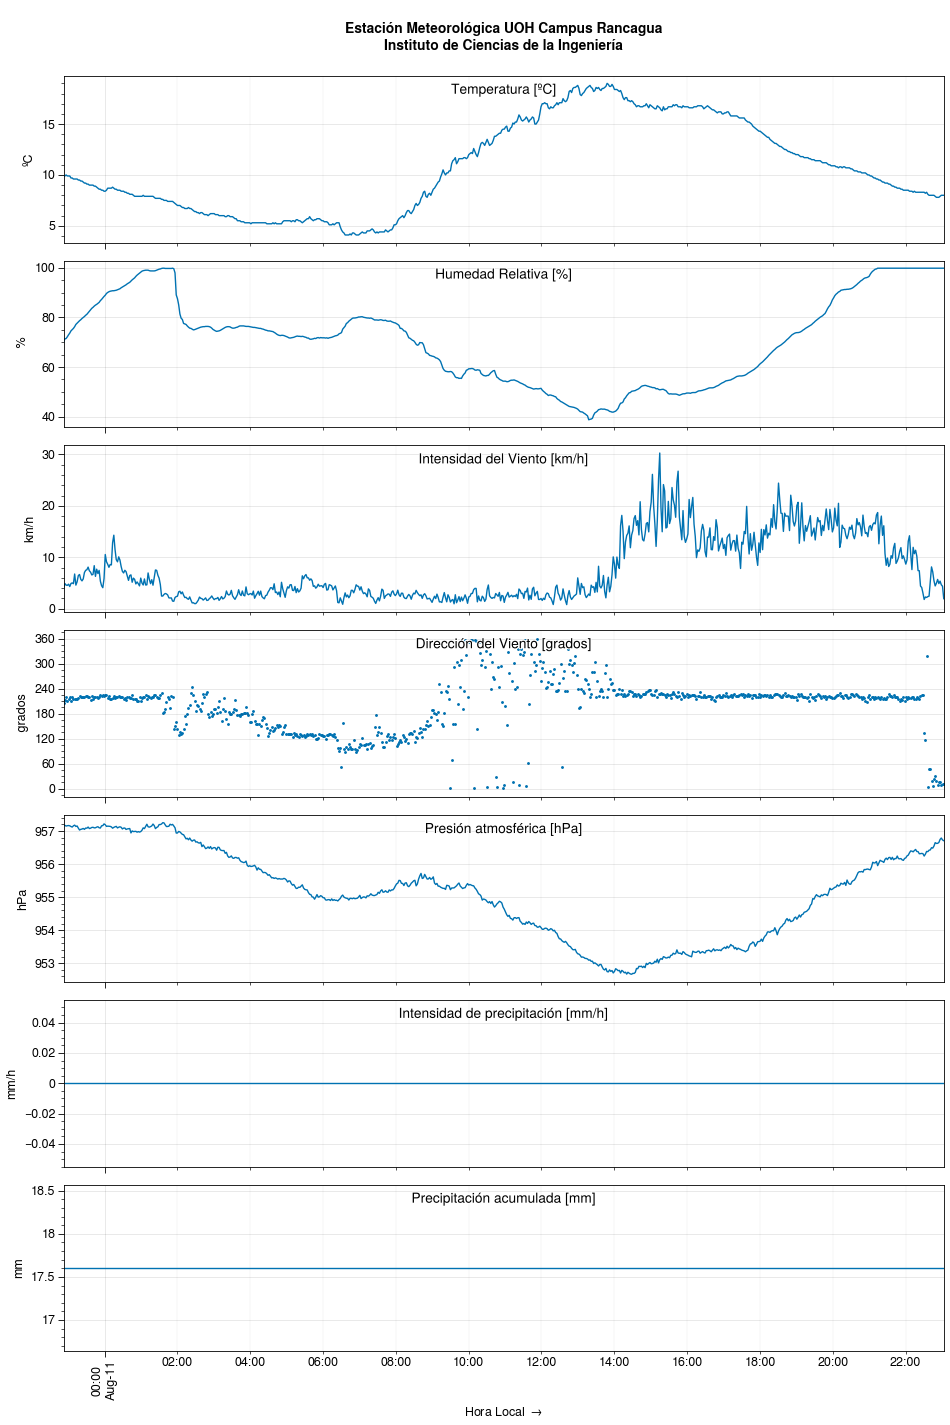 Estación Meteorológica UOH Campus Rancagua
Instituto de Ciencias de la Ingeniería
Temperatura [ºC]
15
10
5
ºC
Humedad Relativa [%]
100
80
60
40
%
Intensidad del Viento [km/h]
30
20
10
0
km/h
Dirección del Viento [grados]
360
300
240
180
120
60
0
grados
Presión atmosférica [hPa]
957
956
955
954
953
hPa
Intensidad de precipitación [mm/h]
0.04
0.02
0
−0.02
−0.04
mm/h
Precipitación acumulada [mm]
18.5
18
17.5
17
mm
00:00
Aug-11
02:00
04:00
06:00
08:00
10:00
12:00
14:00
16:00
18:00
20:00
22:00
Hora Local →